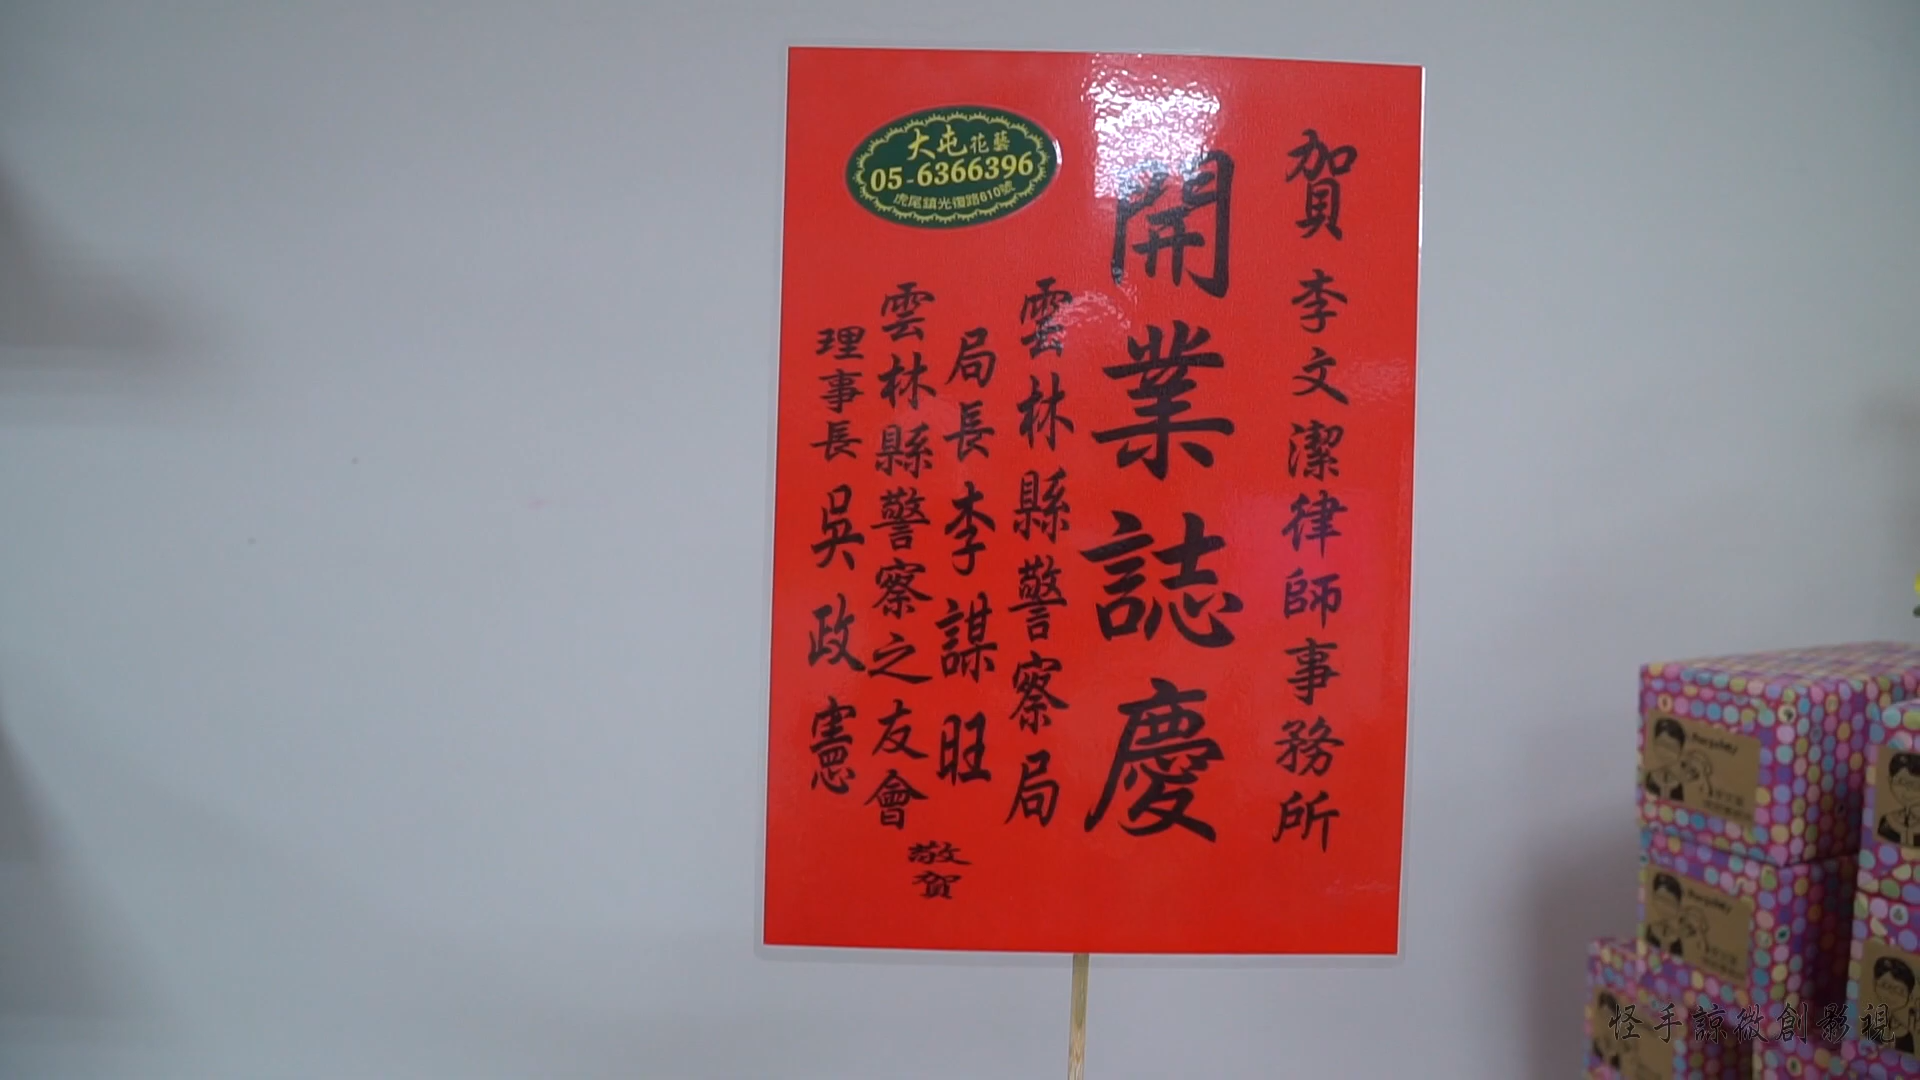 賀 李文潔律師事務所
開業誌慶
雲林縣警察局
局長 李謀旺
雲林縣警察之友會
理事長 吳政憲
敬賀
大屯花藝
05-6366396
虎尾鎮光復路610號
怪手諒微創影視